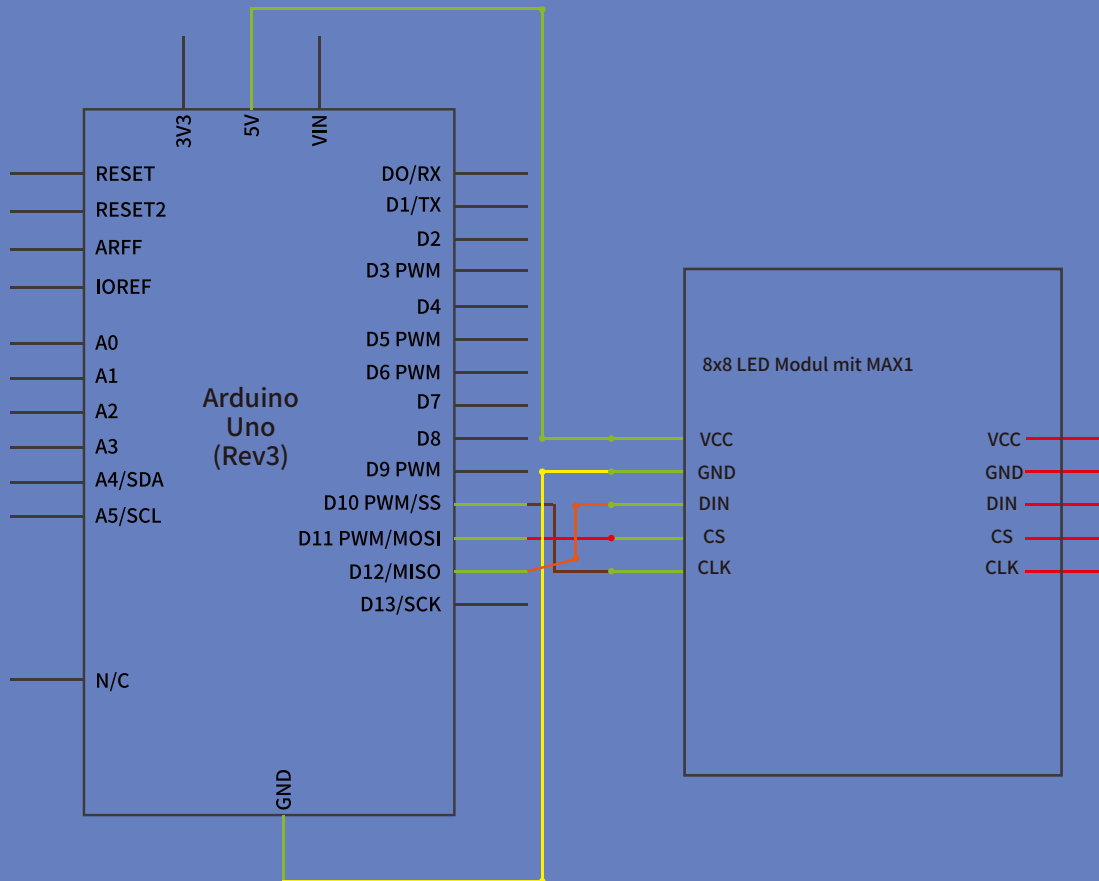 3V3
5V
VIN
RESET
RESET2
ARFF
IOREF
A0
A1
A2
A3
A4/SDA
A5/SCL
N/C
Arduino
Uno
(Rev3)
DO/RX
D1/TX
D2
D3 PWM
D4
D5 PWM
D6 PWM
D7
D8
D9 PWM
D10 PWM/SS
D11 PWM/MOSI
D12/MISO
D13/SCK
GND
8x8 LED Modul mit MAX1
VCC
GND
DIN
CS
CLK
VCC
GND
DIN
CS
CLK